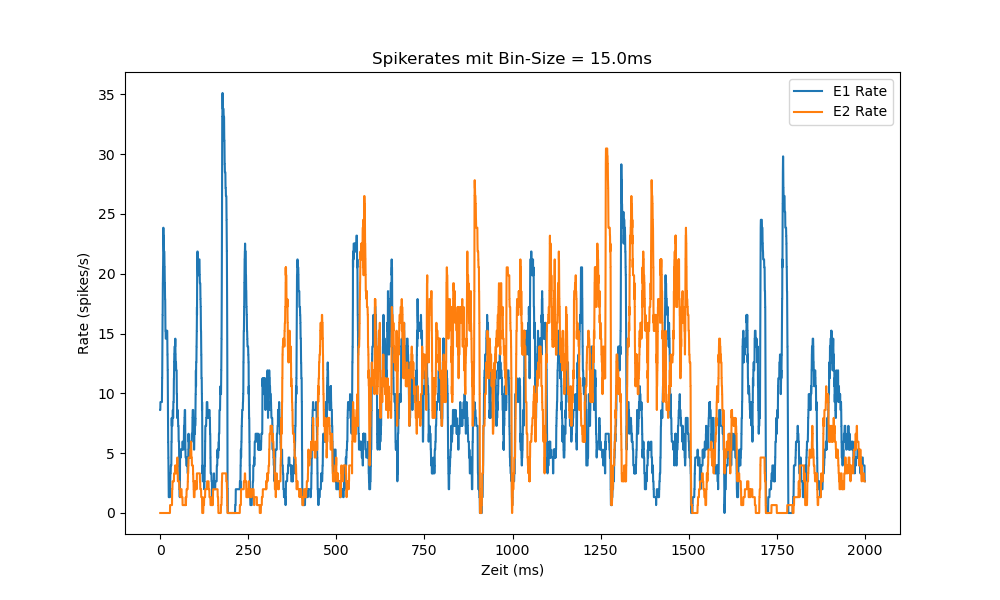 Spikerates mit Bin-Size = 15.0ms
E1 Rate
E2 Rate
Rate (spikes/s)
35
30
25
20
15
10
5
0
0 250 500 750 1000 1250 1500 1750 2000
Zeit (ms)